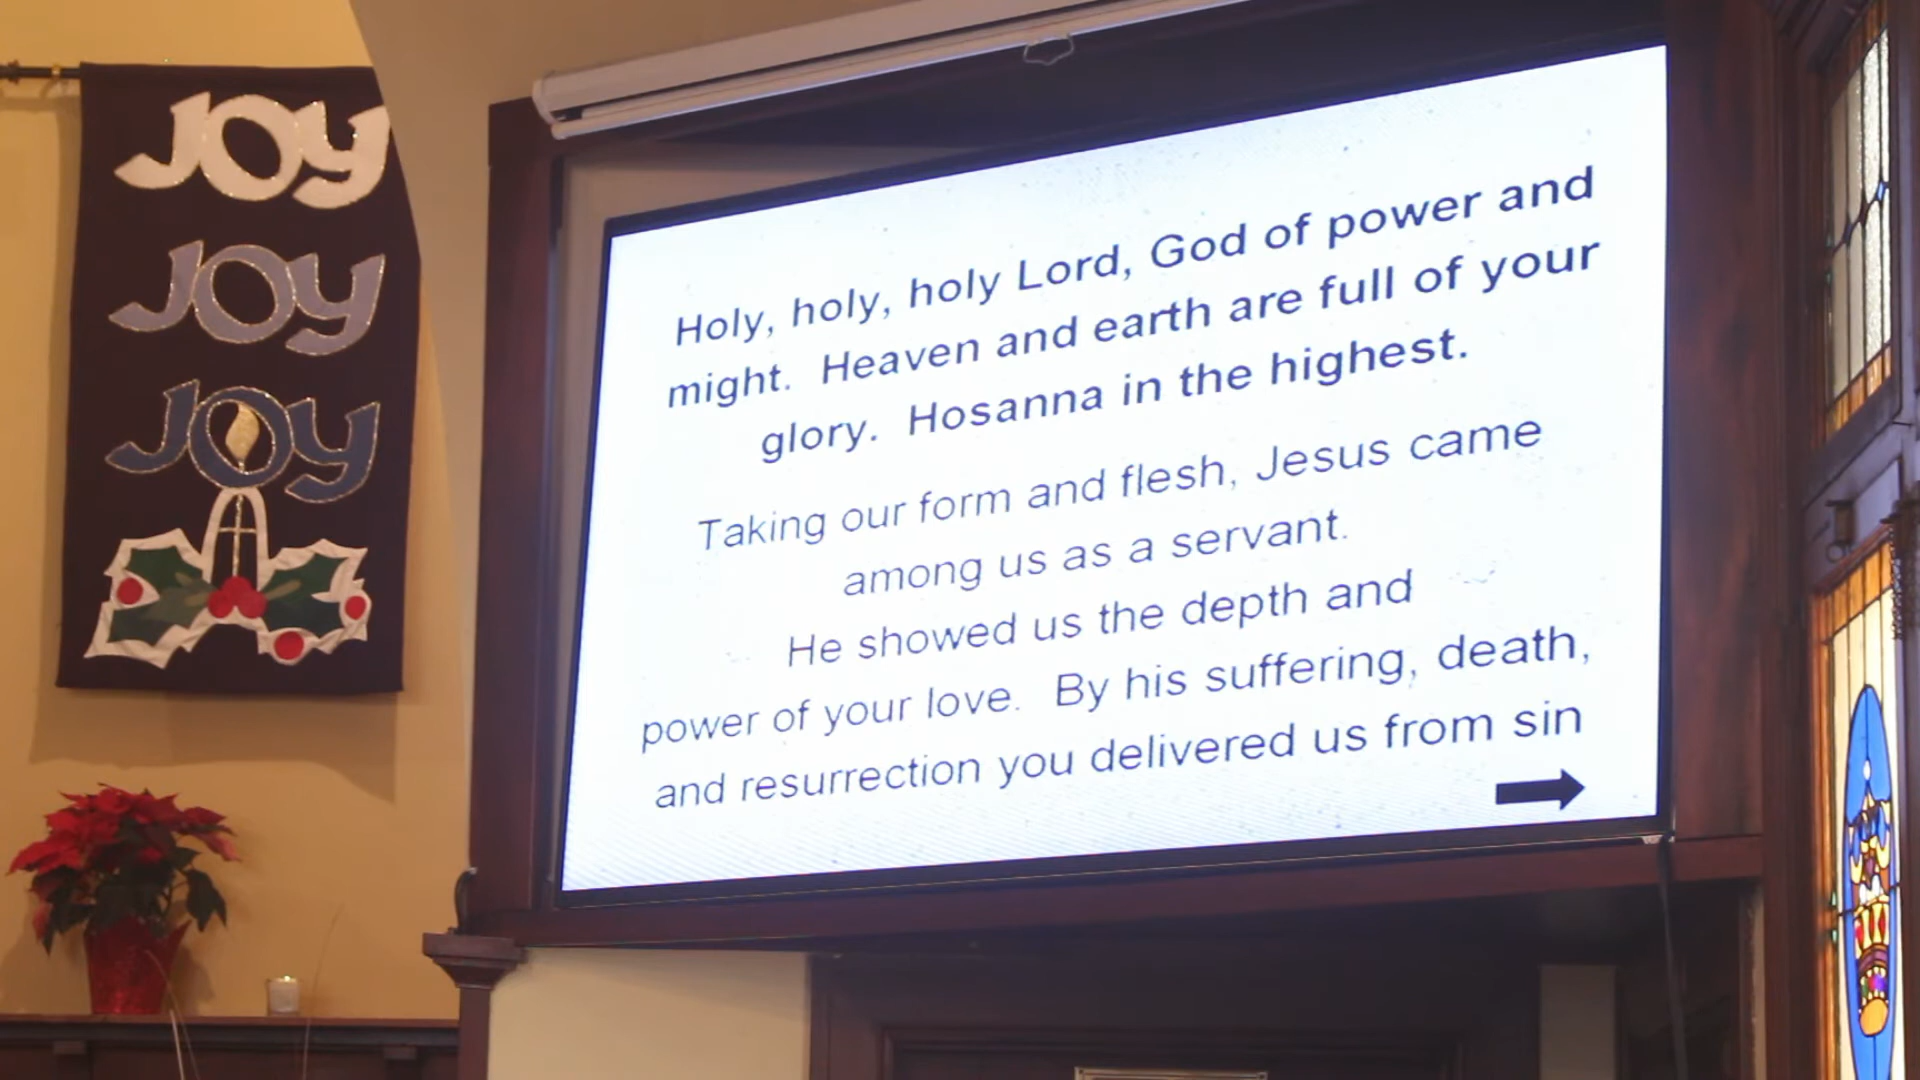 JOY
JOY
JOY
Holy, holy, holy Lord, God of power and
might. Heaven and earth are full of your
glory. Hosanna in the highest.
Taking our form and flesh, Jesus came
among us as a servant.
He showed us the depth and
power of your love. By his suffering, death,
and resurrection you delivered us from sin